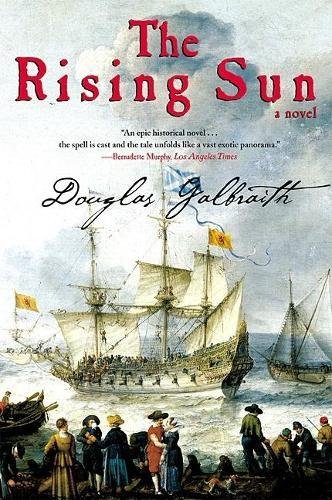 The
Rising Sun
a novel
"An epic historical novel . . .
the spell is cast and the tale unfolds like a vast exotic panorama."
—Bernadette Murphy, Los Angeles Times
Douglas Galbraith